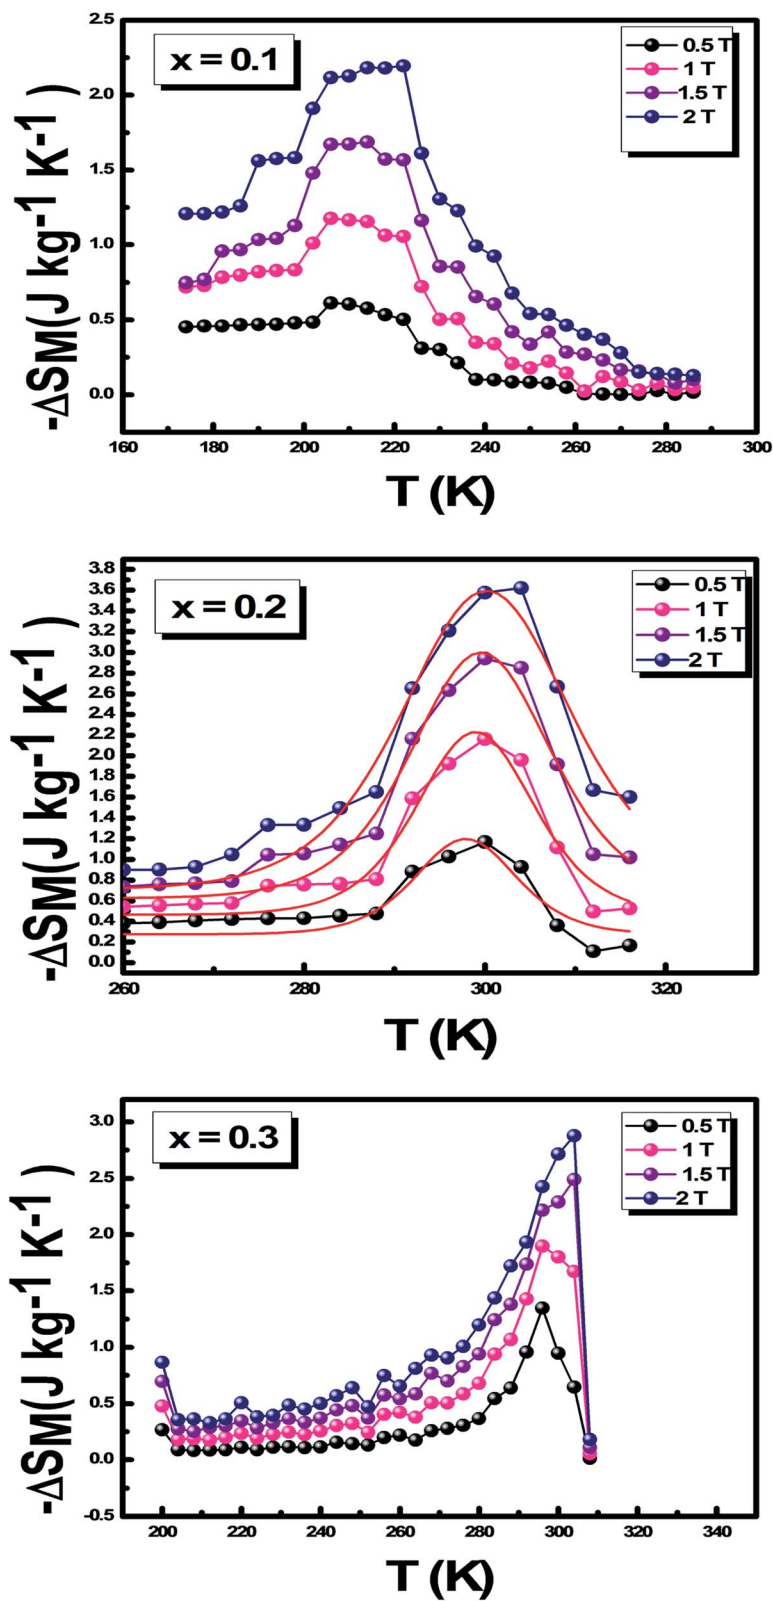 x = 0.1
0.5 T
1 T
1.5 T
2 T
2.5
2.0
1.5
1.0
0.5
0.0
-ΔSM(J kg-1 K-1)
160 180 200 220 240 260 280 300
T (K)
x = 0.2
0.5 T
1 T
1.5 T
2 T
3.8
3.6
3.4
3.2
3.0
2.8
2.6
2.4
2.2
2.0
1.8
1.6
1.4
1.2
1.0
0.8
0.6
0.4
0.2
0.0
-ΔSM(J kg-1 K-1)
260 280 300 320
T (K)
x = 0.3
0.5 T
1 T
1.5 T
2 T
3.0
2.5
2.0
1.5
1.0
0.5
0.0
-0.5
-ΔSM(J kg-1 K-1)
200 220 240 260 280 300 320 340
T (K)